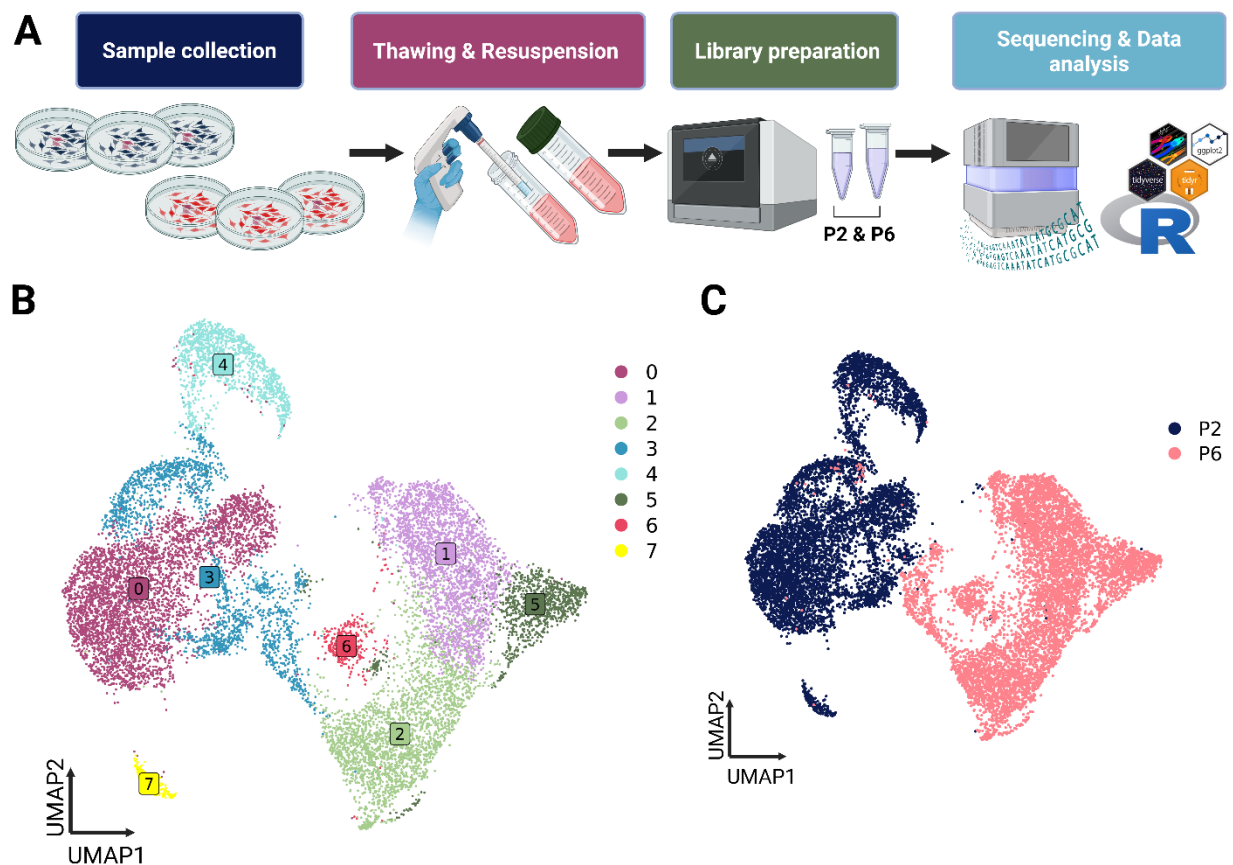 A
Sample collection
Thawing & Resuspension
Library preparation
Sequencing & Data
analysis
ggplot2
tidyverse
tidyr
R
P2 & P6
B
C
4
0
1
2
3
4
5
6
7
P2
P6
3
0
1
5
6
2
7
UMAP2
UMAP1
UMAP2
UMAP1